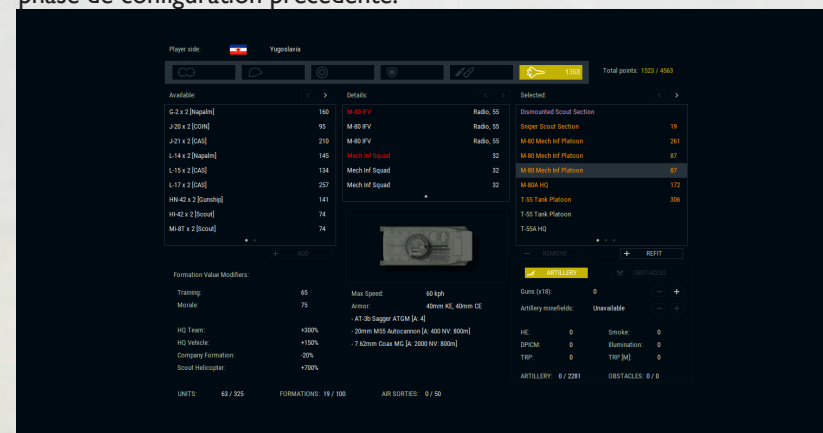 phase de configuration précédente.
Player side: Yugoslavia
1368 Total points: 1523 / 4563
Available: < >
G-2 x 2 [Napalm] 160
J-20 x 2 [COIN] 95
J-21 x 2 [CAS] 210
L-14 x 2 [Napalm] 145
L-15 x 2 [CAS] 134
L-17 x 2 [CAS] 257
HN-42 x 2 [Gunship] 141
HI-42 x 2 [Scout] 74
Mi-8T x 2 [Scout] 74
+ ADD
Details: < >
M-80 IFV Radio, 55
M-80 IFV Radio, 55
M-80 IFV Radio, 55
Mech Inf Squad 32
Mech Inf Squad 32
Mech Inf Squad 32
Selected: < >
Dismounted Scout Section
Sniper Scout Section 19
M-80 Mech Inf Platoon 261
M-80 Mech Inf Platoon 87
M-80 Mech Inf Platoon 87
M-80A HQ 172
T-55 Tank Platoon 306
T-55 Tank Platoon
T-55A HQ
− REMOVE + REFIT
Formation Value Modifiers:
Training: 65
Morale: 75
HQ Team: +300%
HQ Vehicle: +150%
Company Formation: -20%
Scout Helicopter: +700%
Max Speed: 60 kph
Armor: 40mm KE, 40mm CE
- AT-3b Sagger ATGM [A: 4]
- 20mm M55 Autocannon [A: 400 NV: 800m]
- 7.62mm Coax MG [A: 2000 NV: 800m]
ARTILLERY OBSTACLES
Guns (x18): 0 − +
Artillery minefields: Unavailable − +
HE: 0 Smoke: 0
DPICM: 0 Illumination: 0
TRP: 0 TRP [M]: 0
ARTILLERY: 0 / 2281 OBSTACLES: 0 / 0
UNITS: 63 / 325 FORMATIONS: 19 / 100 AIR SORTIES: 0 / 50